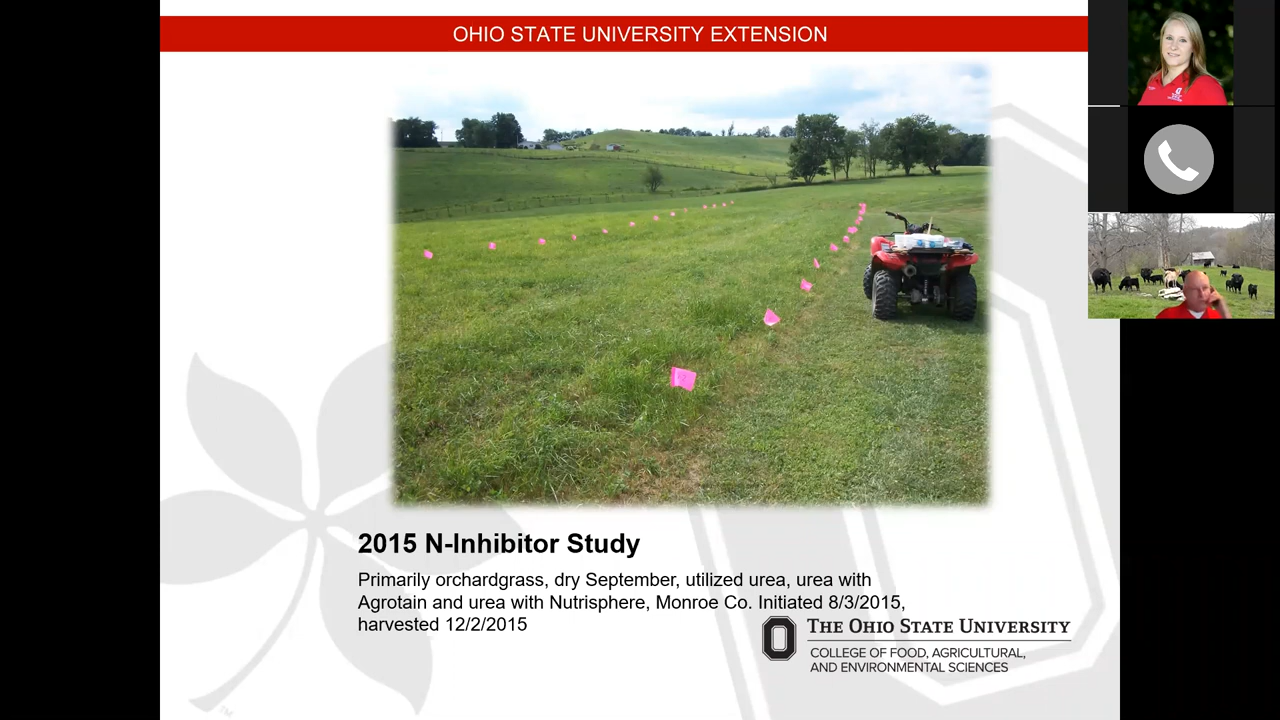 OHIO STATE UNIVERSITY EXTENSION
2015 N-Inhibitor Study
Primarily orchardgrass, dry September, utilized urea, urea with
Agrotain and urea with Nutrisphere, Monroe Co. Initiated 8/3/2015,
harvested 12/2/2015
THE OHIO STATE UNIVERSITY
COLLEGE OF FOOD, AGRICULTURAL,
AND ENVIRONMENTAL SCIENCES
TM